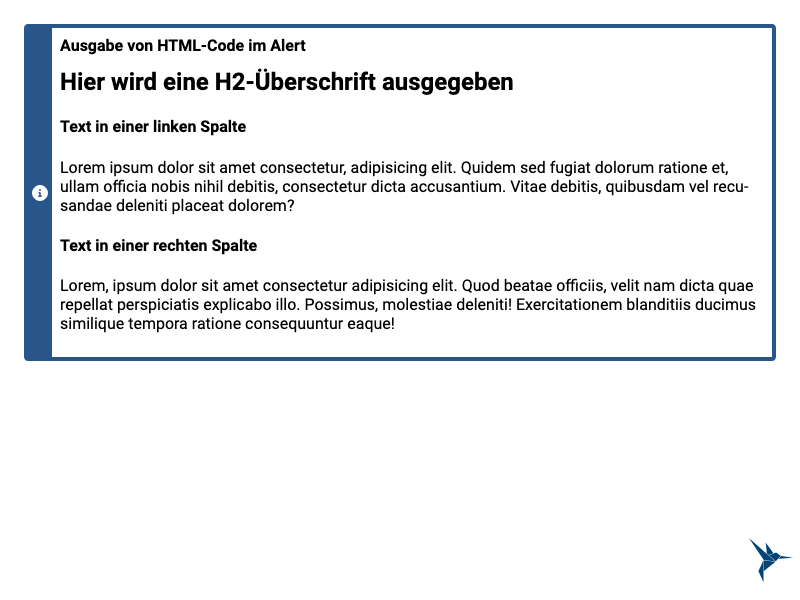 Ausgabe von HTML-Code im Alert
Hier wird eine H2-Überschrift ausgegeben
Text in einer linken Spalte
Lorem ipsum dolor sit amet consectetur, adipisicing elit. Quidem sed fugiat dolorum ratione et,
ullam officia nobis nihil debitis, consectetur dicta accusantium. Vitae debitis, quibusdam vel recu-
sandae deleniti placeat dolorem?
Text in einer rechten Spalte
Lorem, ipsum dolor sit amet consectetur adipisicing elit. Quod beatae officiis, velit nam dicta quae
repellat perspiciatis explicabo illo. Possimus, molestiae deleniti! Exercitationem blanditiis ducimus
similique tempora ratione consequuntur eaque!